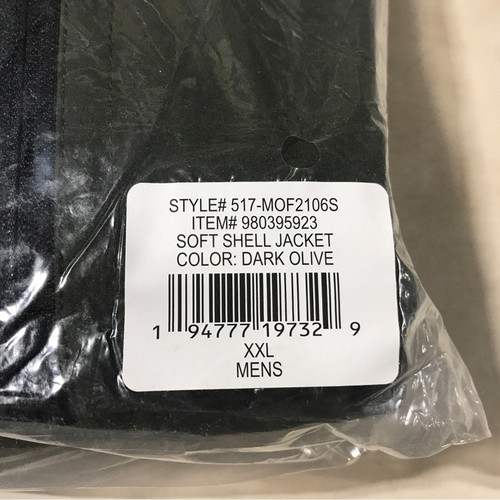 STYLE# 517-MOF2106S
ITEM# 980395923
SOFT SHELL JACKET
COLOR: DARK OLIVE
1 94777 19732 9
XXL
MENS